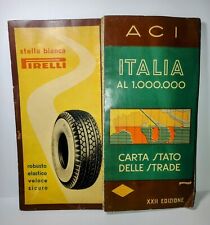 stella bianca
PIRELLI
robusto
elastico
veloce
sicuro
ACI
ITALIA
AL 1.000.000
CARTA STATO
DELLE STRADE
XXII EDIZIONE